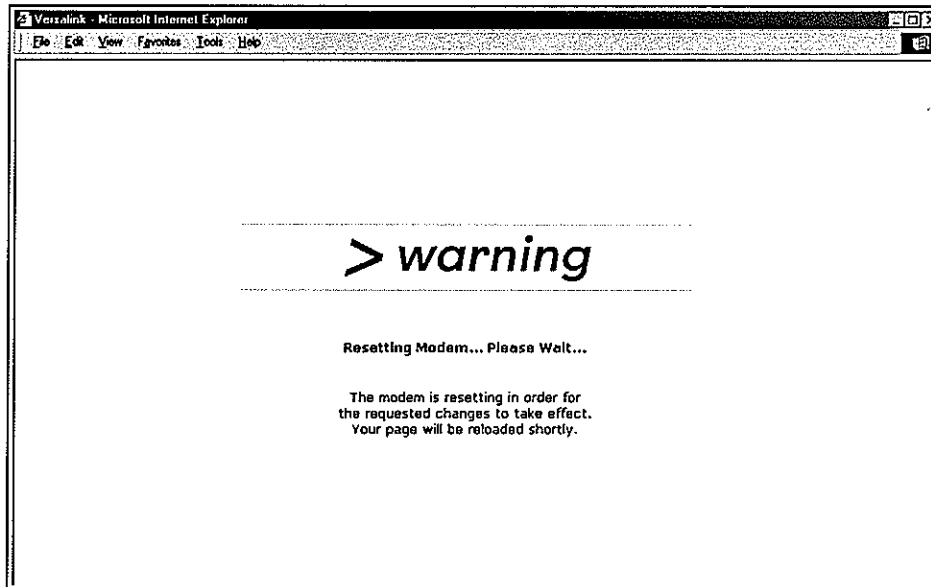 Versalink - Microsoft Internet Explorer
File Edit View Favorites Tools Help
> warning
Resetting Modem... Please Wait...
The modem is resetting in order for
the requested changes to take effect.
Your page will be reloaded shortly.